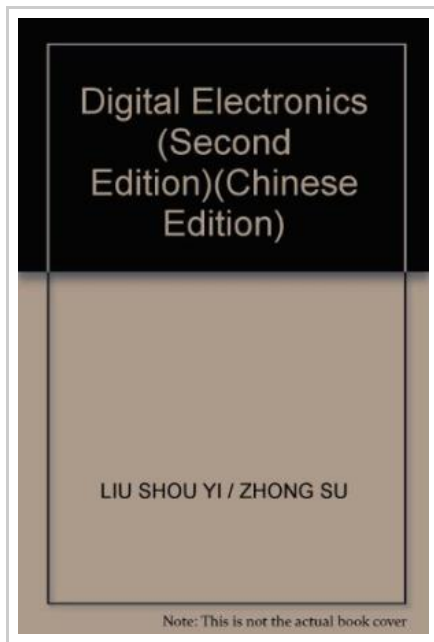 Digital Electronics
(Second
Edition)(Chinese
Edition)
LIU SHOU YI / ZHONG SU
Note: This is not the actual book cover